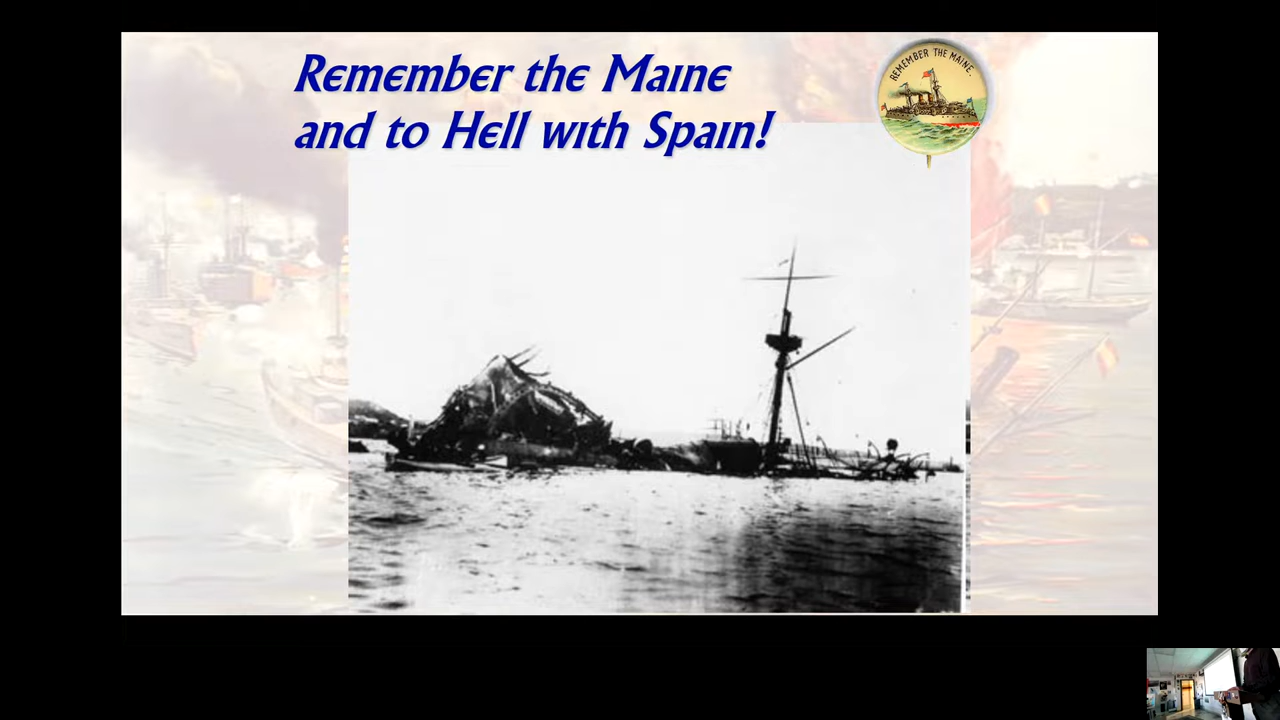 Remember the Maine
and to Hell with Spain!
REMEMBER THE MAINE.